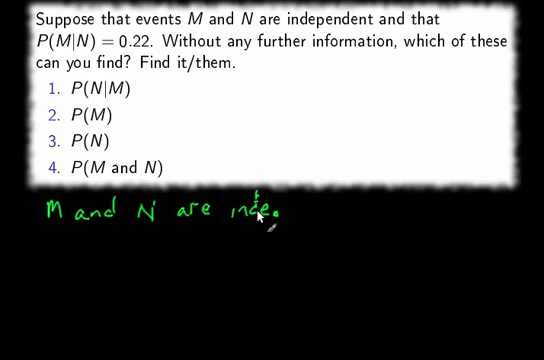 Suppose that events M and N are independent and that
P(M|N) = 0.22. Without any further information, which of these
can you find? Find it/them.
1. P(N|M)
2. P(M)
3. P(N)
4. P(M and N)
M and N are inde.